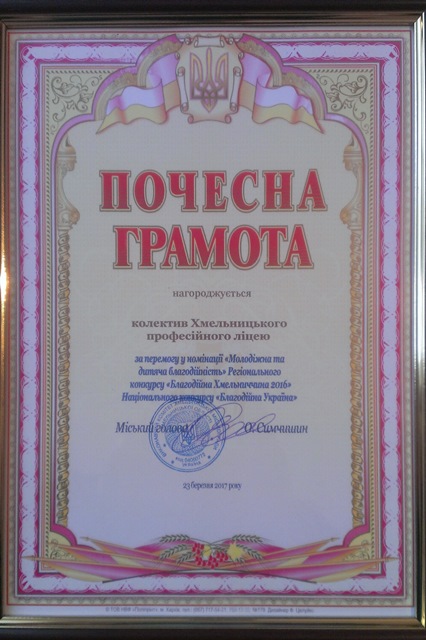 ПОЧЕСНА
ГРАМОТА
нагороджується
колектив Хмельницького
професійного ліцею
за перемогу у номінації «Молодіжна та
дитяча благодійність» Регіонального
конкурсу «Благодійна Хмельниччина 2016»
Національного конкурсу «Благодійна Україна»
Міський голова О. Симчишин
23 березня 2017 року